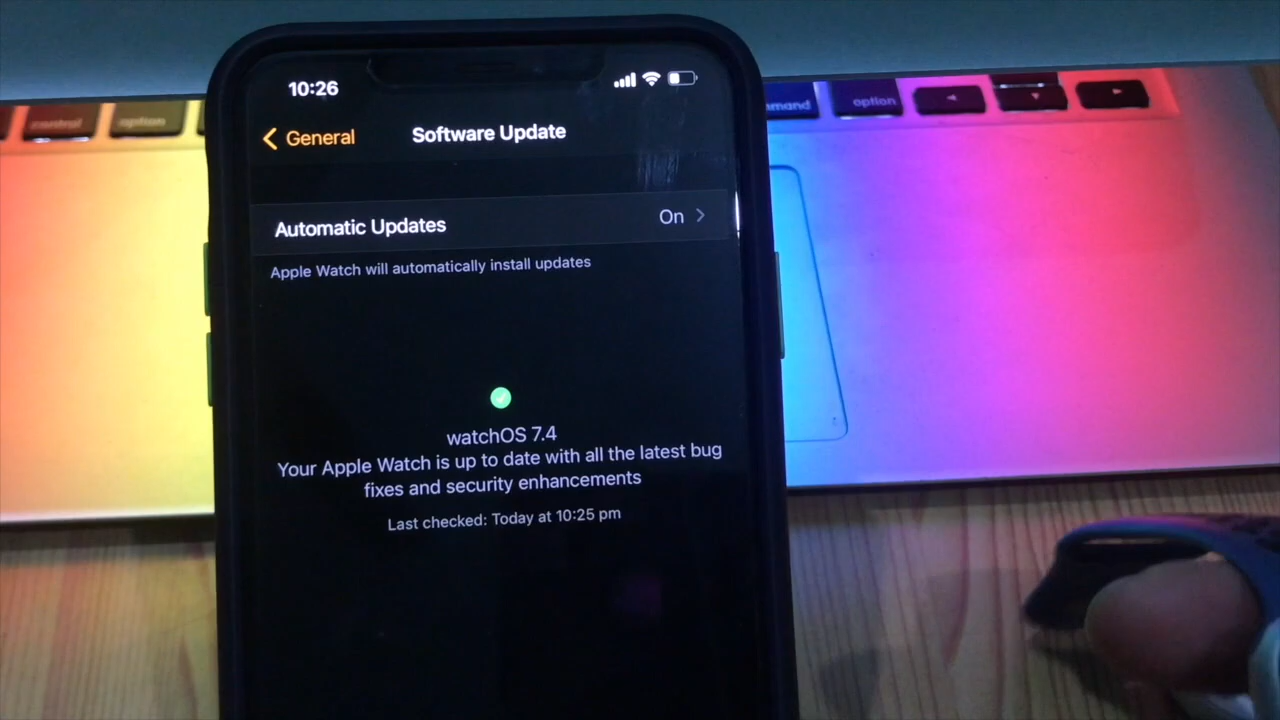 10:26
General
Software Update
Automatic Updates
On
Apple Watch will automatically install updates
watchOS 7.4
Your Apple Watch is up to date with all the latest bug
fixes and security enhancements
Last checked: Today at 10:25 pm
control
option
mmand
option